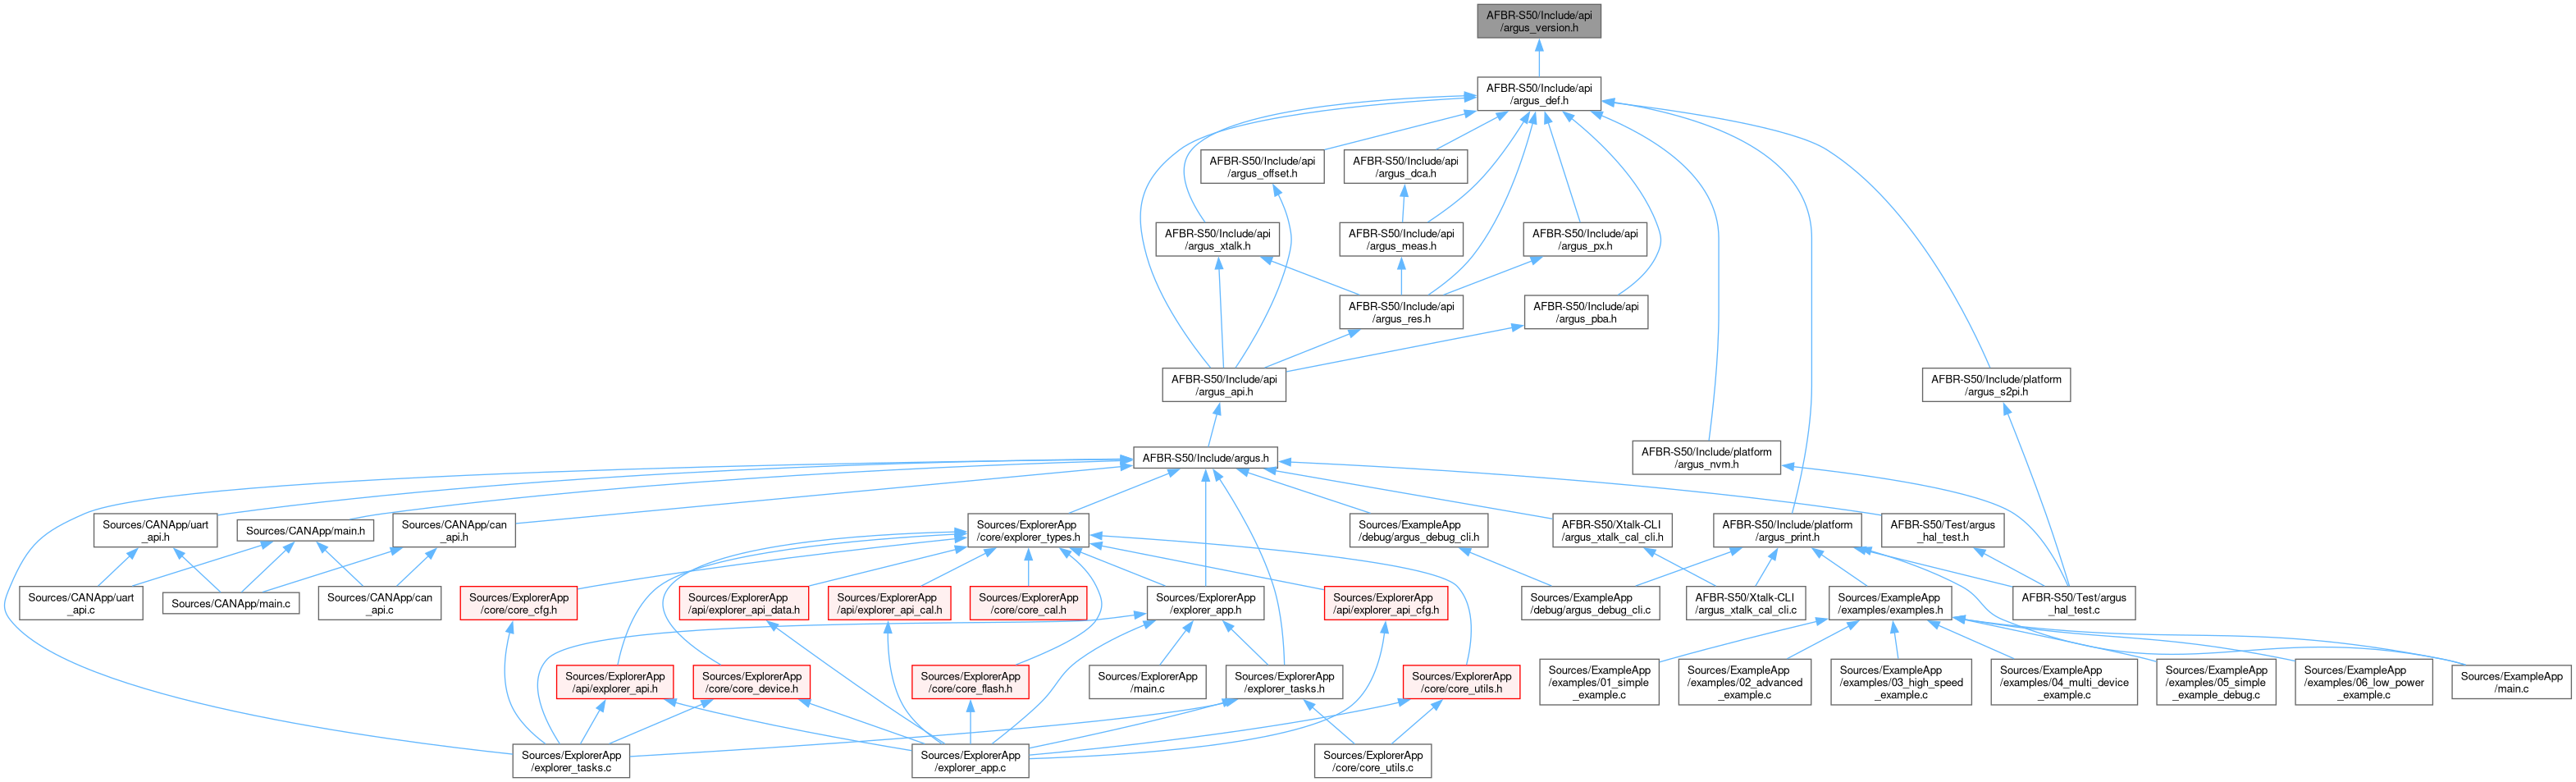 AFBR-S50/Include/api
/argus_version.h
AFBR-S50/Include/api
/argus_def.h
AFBR-S50/Include/api
/argus_offset.h
AFBR-S50/Include/api
/argus_dca.h
AFBR-S50/Include/api
/argus_xtalk.h
AFBR-S50/Include/api
/argus_meas.h
AFBR-S50/Include/api
/argus_px.h
AFBR-S50/Include/api
/argus_res.h
AFBR-S50/Include/api
/argus_pba.h
AFBR-S50/Include/api
/argus_api.h
AFBR-S50/Include/platform
/argus_s2pi.h
AFBR-S50/Include/argus.h
AFBR-S50/Include/platform
/argus_nvm.h
Sources/CANApp/uart
_api.h
Sources/CANApp/main.h
Sources/CANApp/can
_api.h
Sources/ExplorerApp
/core/explorer_types.h
Sources/ExampleApp
/debug/argus_debug_cli.h
AFBR-S50/Xtalk-CLI
/argus_xtalk_cal_cli.h
AFBR-S50/Include/platform
/argus_print.h
AFBR-S50/Test/argus
_hal_test.h
Sources/CANApp/uart
_api.c
Sources/CANApp/main.c
Sources/CANApp/can
_api.c
Sources/ExplorerApp
/core/core_cfg.h
Sources/ExplorerApp
/api/explorer_api_data.h
Sources/ExplorerApp
/api/explorer_api_cal.h
Sources/ExplorerApp
/core/core_cal.h
Sources/ExplorerApp
/explorer_app.h
Sources/ExplorerApp
/api/explorer_api_cfg.h
Sources/ExampleApp
/debug/argus_debug_cli.c
AFBR-S50/Xtalk-CLI
/argus_xtalk_cal_cli.c
Sources/ExampleApp
/examples/examples.h
AFBR-S50/Test/argus
_hal_test.c
Sources/ExplorerApp
/api/explorer_api.h
Sources/ExplorerApp
/core/core_device.h
Sources/ExplorerApp
/core/core_flash.h
Sources/ExplorerApp
/main.c
Sources/ExplorerApp
/explorer_tasks.h
Sources/ExplorerApp
/core/core_utils.h
Sources/ExampleApp
/examples/01_simple
_example.c
Sources/ExampleApp
/examples/02_advanced
_example.c
Sources/ExampleApp
/examples/03_high_speed
_example.c
Sources/ExampleApp
/examples/04_multi_device
_example.c
Sources/ExampleApp
/examples/05_simple
_example_debug.c
Sources/ExampleApp
/examples/06_low_power
_example.c
Sources/ExampleApp
/main.c
Sources/ExplorerApp
/explorer_tasks.c
Sources/ExplorerApp
/explorer_app.c
Sources/ExplorerApp
/core/core_utils.c